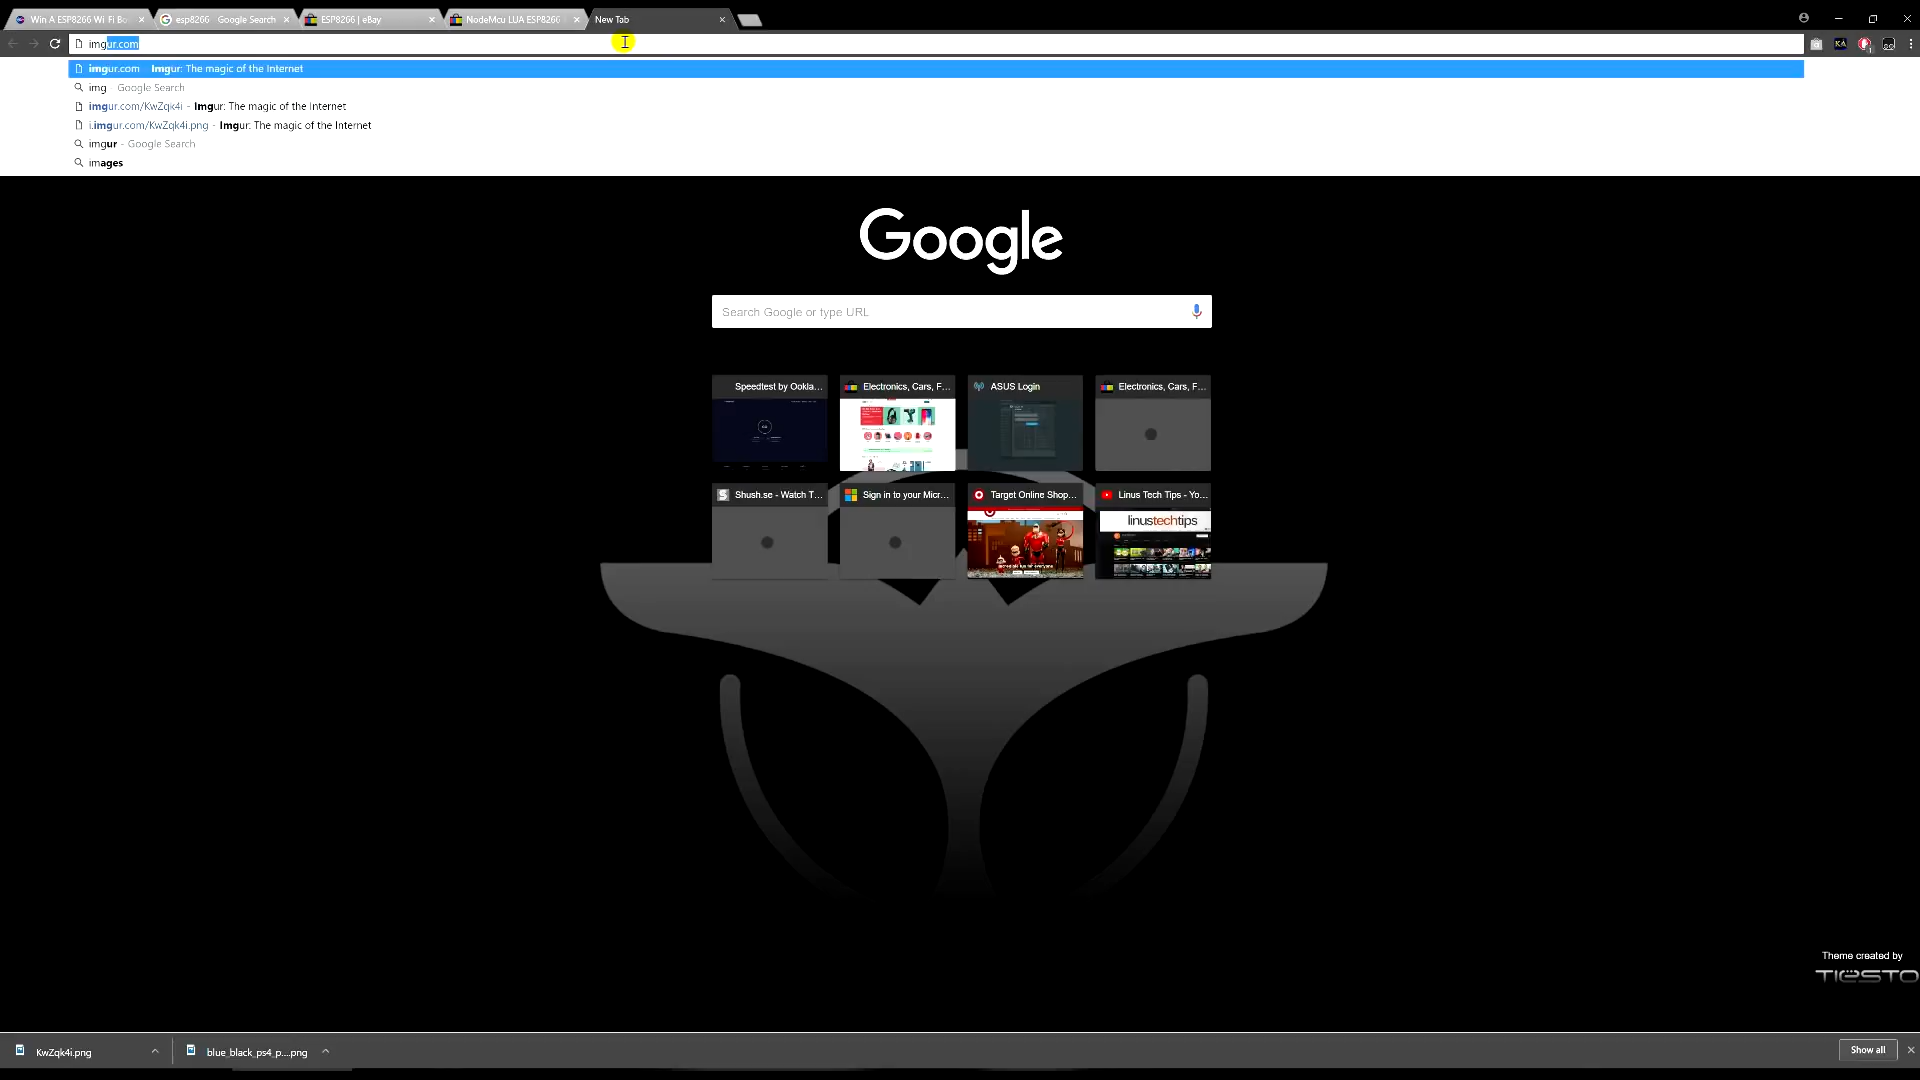 Win A ESP8266 Wi-Fi Bo
esp8266 Google Search
ESP8266 | eBay
NodeMcu LUA ESP8266
New Tab
imgur.com
KA
imgur.com Imgur: The magic of the Internet
img - Google Search
imgur.com/KwZqk4i - Imgur: The magic of the Internet
i.imgur.com/KwZqk4i.png - Imgur: The magic of the Internet
imgur - Google Search
images
Google
Search Google or type URL
Speedtest by Ookla...
Electronics, Cars, F...
ASUS Login
Electronics, Cars, F...
Shush.se - Watch T...
Sign in to your Micr...
Target Online Shop...
Linus Tech Tips - Yo...
linustechtips
Theme created by
TIËSTO
KwZqk4i.png
blue_black_ps4_p....png
Show all